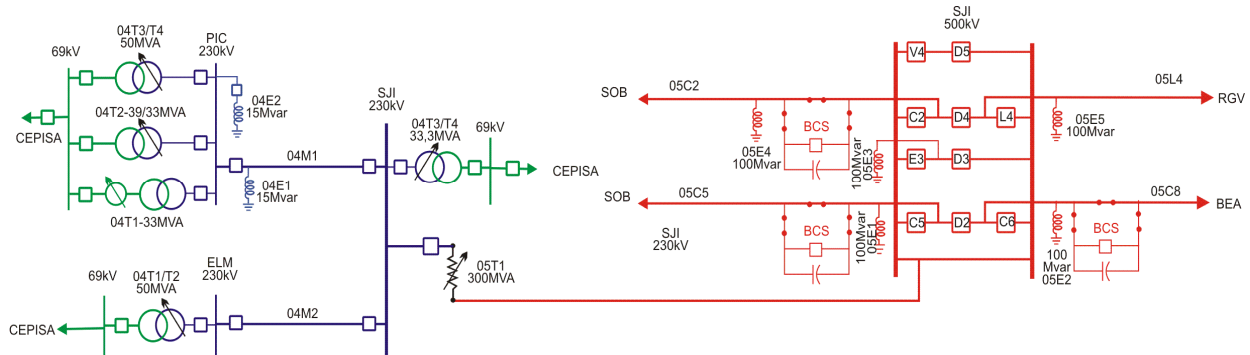 04T3/T4
50MVA
PIC
230kV
69kV
04E2
15Mvar
CEPISA
04T2-39/33MVA
04T1-33MVA
04M1
04E1
15Mvar
SJI
230kV
04T3/T4
33,3MVA
69kV
CEPISA
05T1
300MVA
69kV
04T1/T2
50MVA
ELM
230kV
CEPISA
04M2
SJI
500kV
V4
D5
SOB
05C2
05L4
RGV
C2
D4
L4
BCS
05E4
100Mvar
100Mvar
05E3
05E5
100Mvar
E3
D3
SOB
05C5
05C8
BEA
SJI
230kV
BCS
100Mvar
05E1
C5
D2
C6
BCS
100
Mvar
05E2